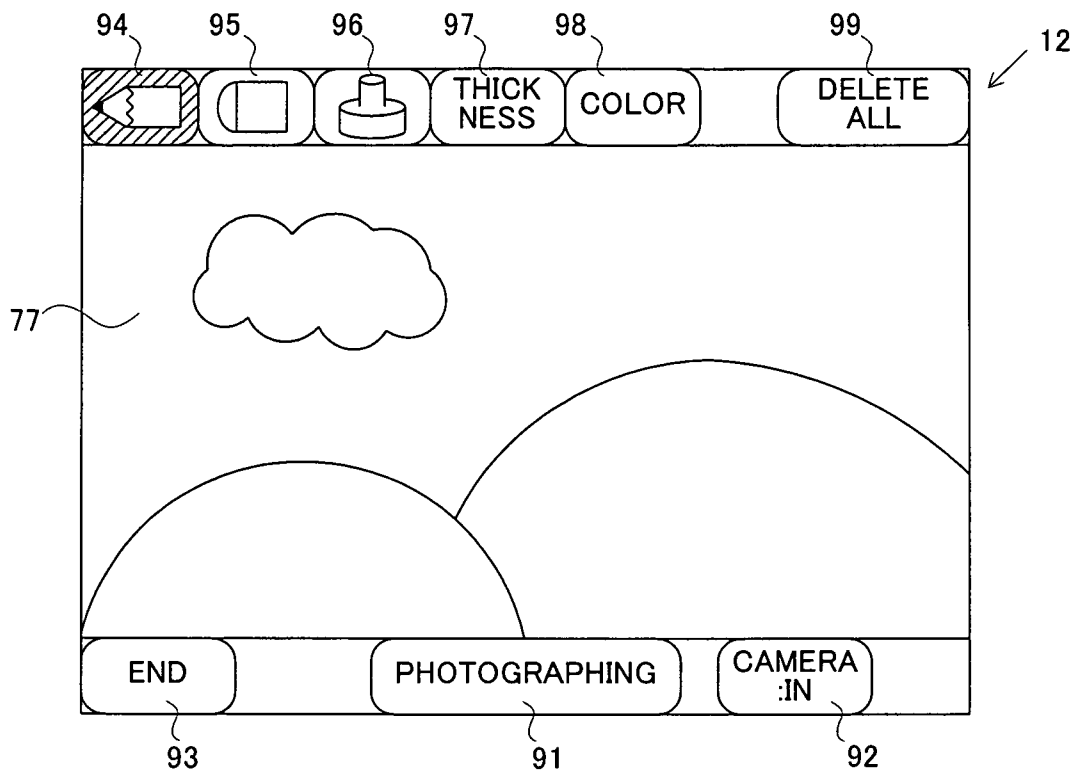 94 95 96 97 98 99 12
THICK
NESS
COLOR
DELETE
ALL
77
END
PHOTOGRAPHING
CAMERA
:IN
93 91 92